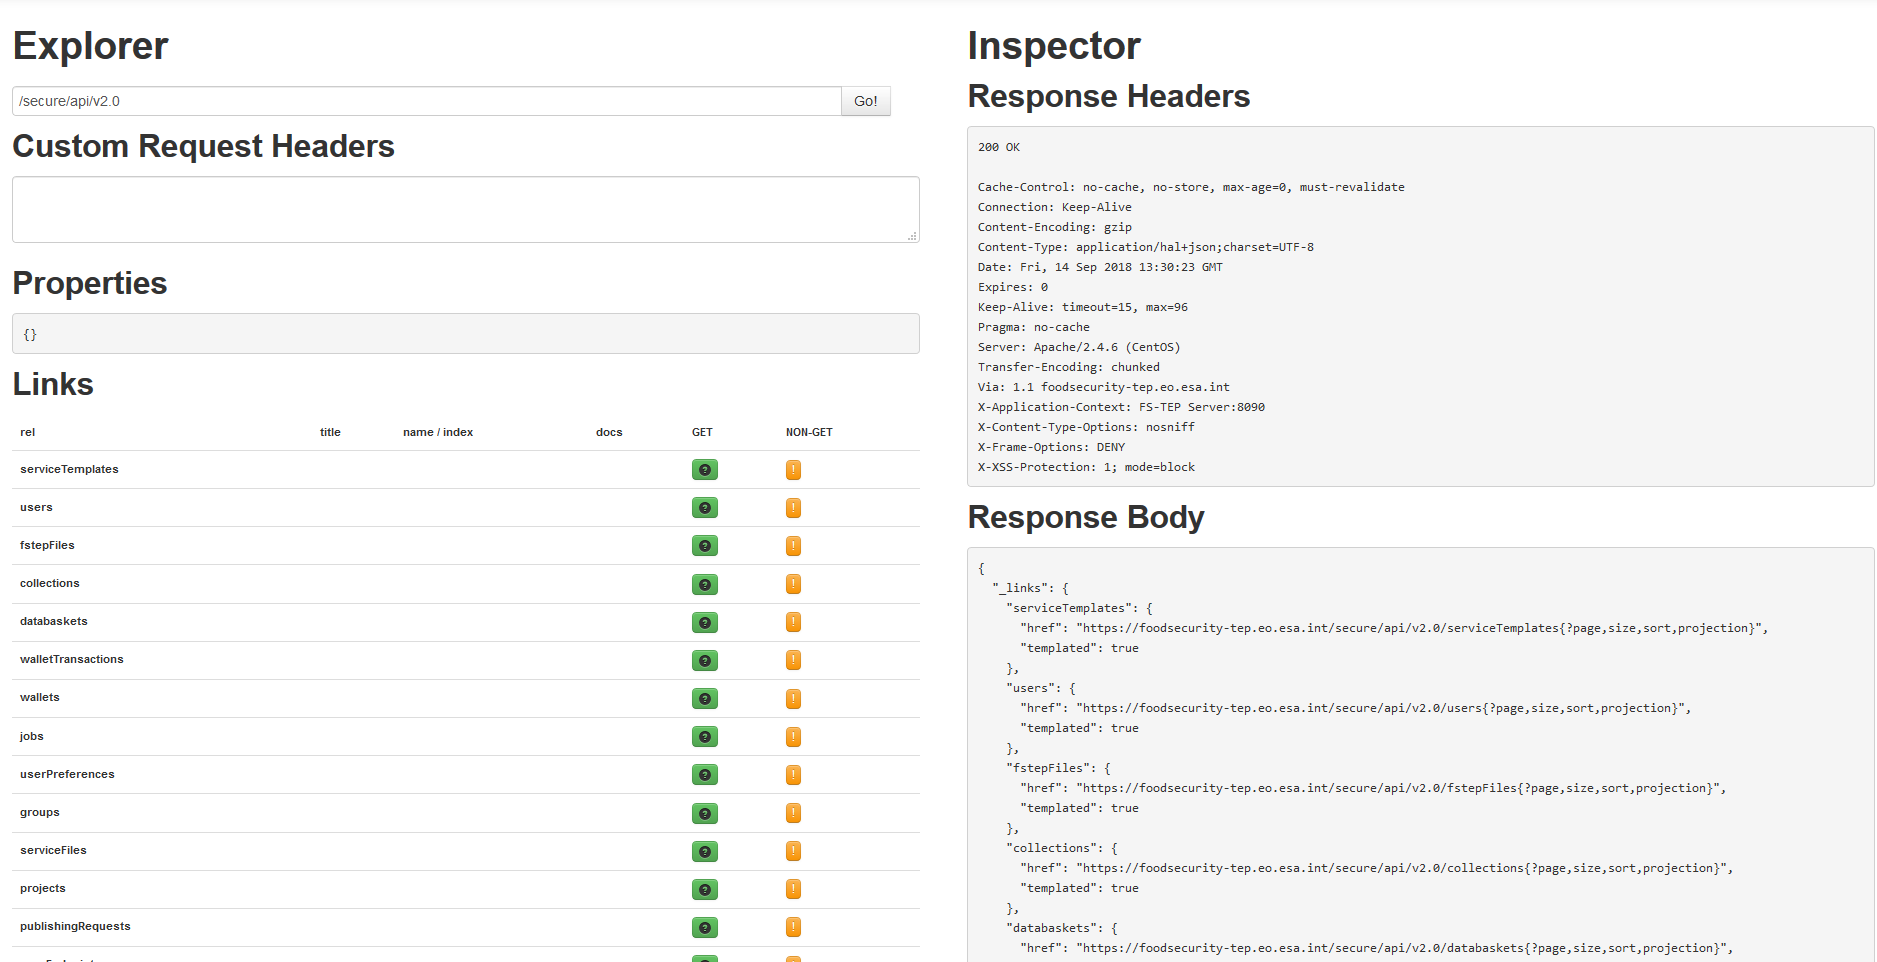 Explorer
/secure/api/v2.0
Go!
Custom Request Headers
Properties
{}
Links
rel title name / index docs GET NON-GET
serviceTemplates ? !
users ? !
fstepFiles ? !
collections ? !
databaskets ? !
walletTransactions ? !
wallets ? !
jobs ? !
userPreferences ? !
groups ? !
serviceFiles ? !
projects ? !
publishingRequests ? !
Inspector
Response Headers
200 OK
Cache-Control: no-cache, no-store, max-age=0, must-revalidate
Connection: Keep-Alive
Content-Encoding: gzip
Content-Type: application/hal+json;charset=UTF-8
Date: Fri, 14 Sep 2018 13:30:23 GMT
Expires: 0
Keep-Alive: timeout=15, max=96
Pragma: no-cache
Server: Apache/2.4.6 (CentOS)
Transfer-Encoding: chunked
Via: 1.1 foodsecurity-tep.eo.esa.int
X-Application-Context: FS-TEP Server:8090
X-Content-Type-Options: nosniff
X-Frame-Options: DENY
X-XSS-Protection: 1; mode=block
Response Body
{
"_links": {
"serviceTemplates": {
"href": "https://foodsecurity-tep.eo.esa.int/secure/api/v2.0/serviceTemplates{?page,size,sort,projection}",
"templated": true
},
"users": {
"href": "https://foodsecurity-tep.eo.esa.int/secure/api/v2.0/users{?page,size,sort,projection}",
"templated": true
},
"fstepFiles": {
"href": "https://foodsecurity-tep.eo.esa.int/secure/api/v2.0/fstepFiles{?page,size,sort,projection}",
"templated": true
},
"collections": {
"href": "https://foodsecurity-tep.eo.esa.int/secure/api/v2.0/collections{?page,size,sort,projection}",
"templated": true
},
"databaskets": {
"href": "https://foodsecurity-tep.eo.esa.int/secure/api/v2.0/databaskets{?page,size,sort,projection}",